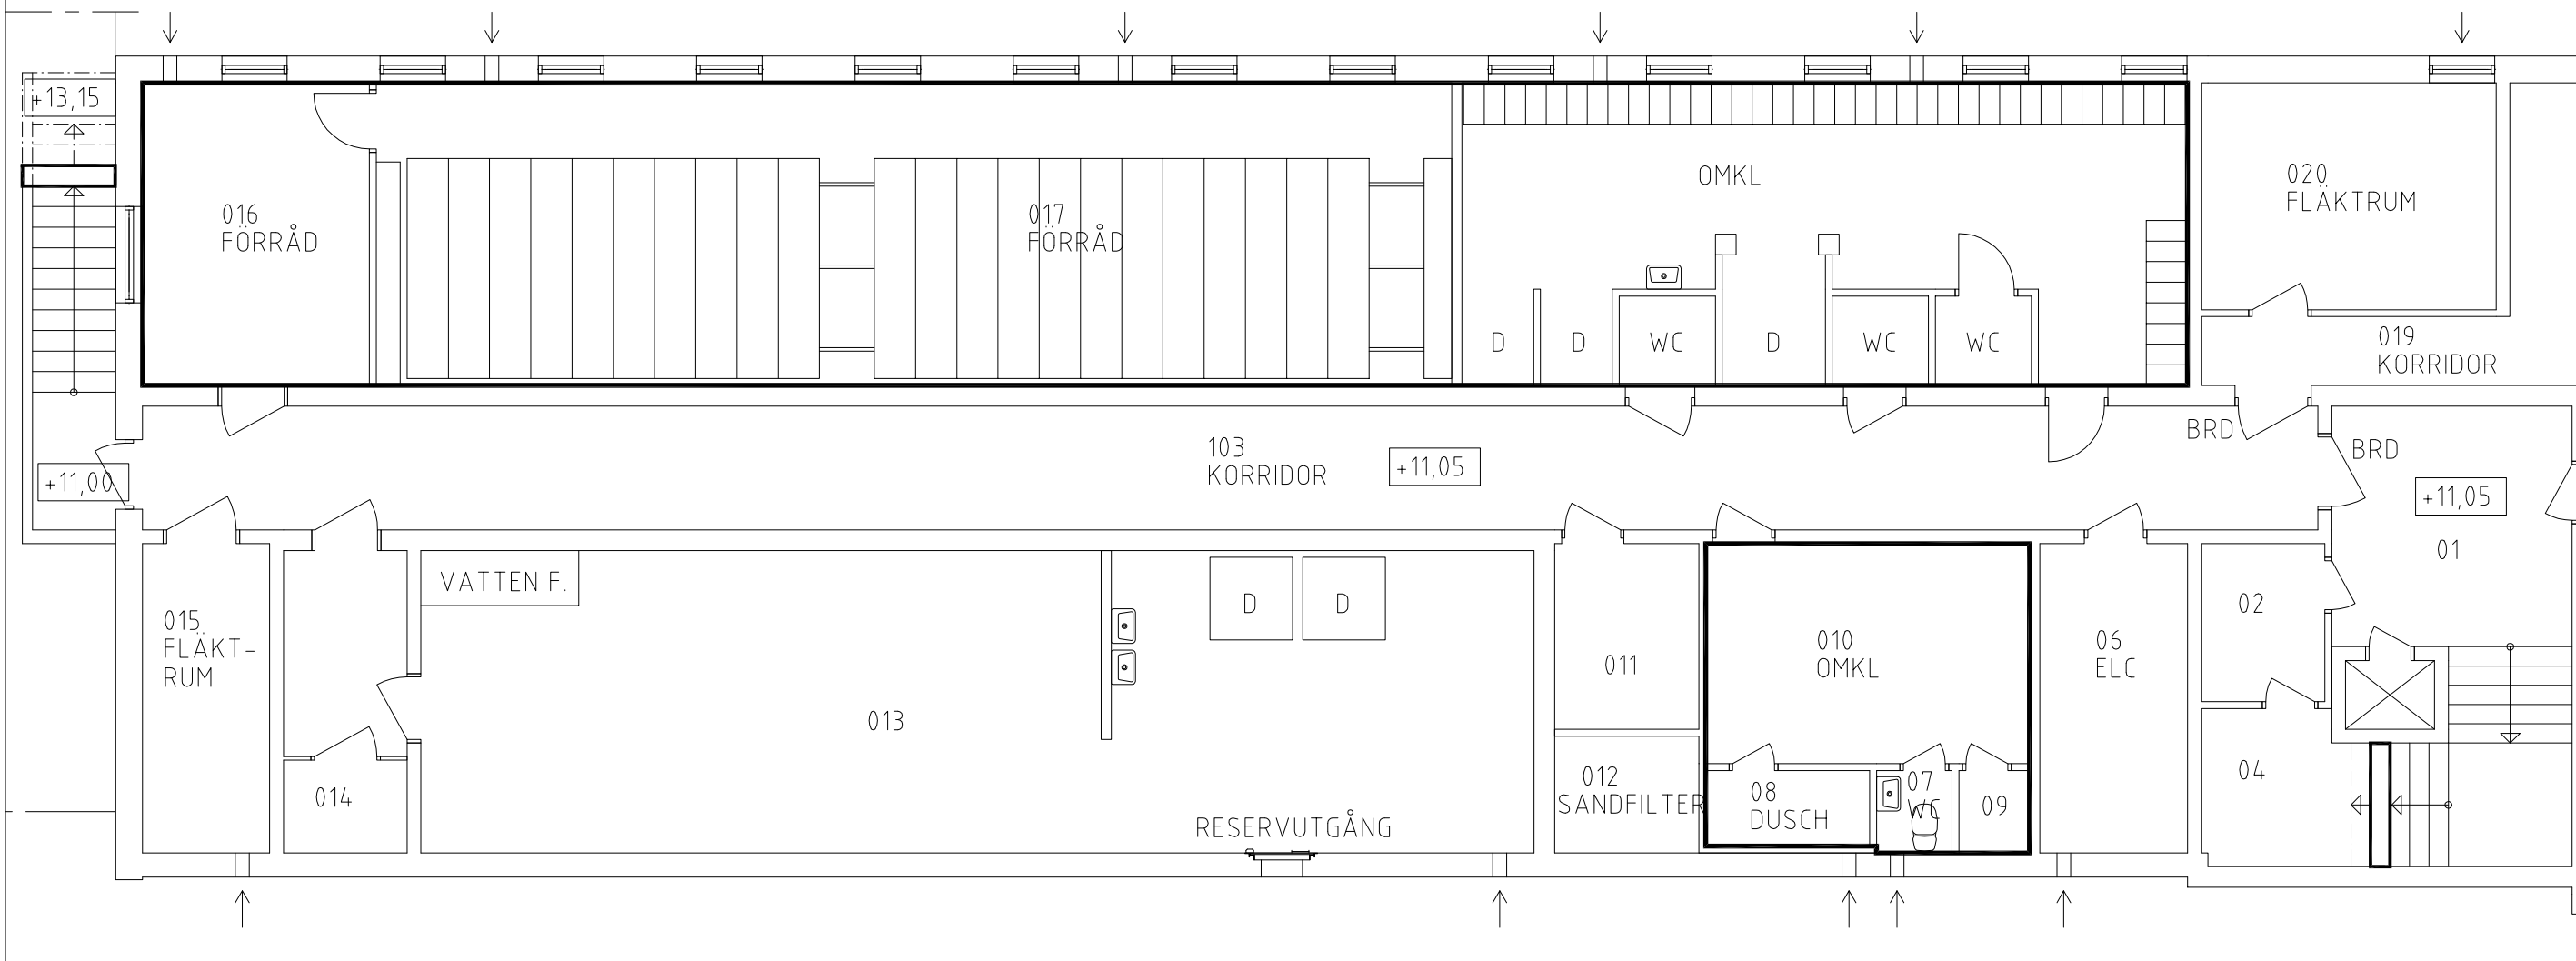 +13,15
016
FÖRRÅD
017
FÖRRÅD
OMKL
020
FLÄKTRUM
D
D
WC
D
WC
WC
019
KORRIDOR
+11,00
103
KORRIDOR
+11,05
BRD
BRD
+11,05
01
VATTEN F.
D
D
015
FLÄKT-
RUM
011
010
OMKL
06
ELC
02
013
014
012
SANDFILTER
08
DUSCH
07
WC
09
04
RESERVUTGÅNG